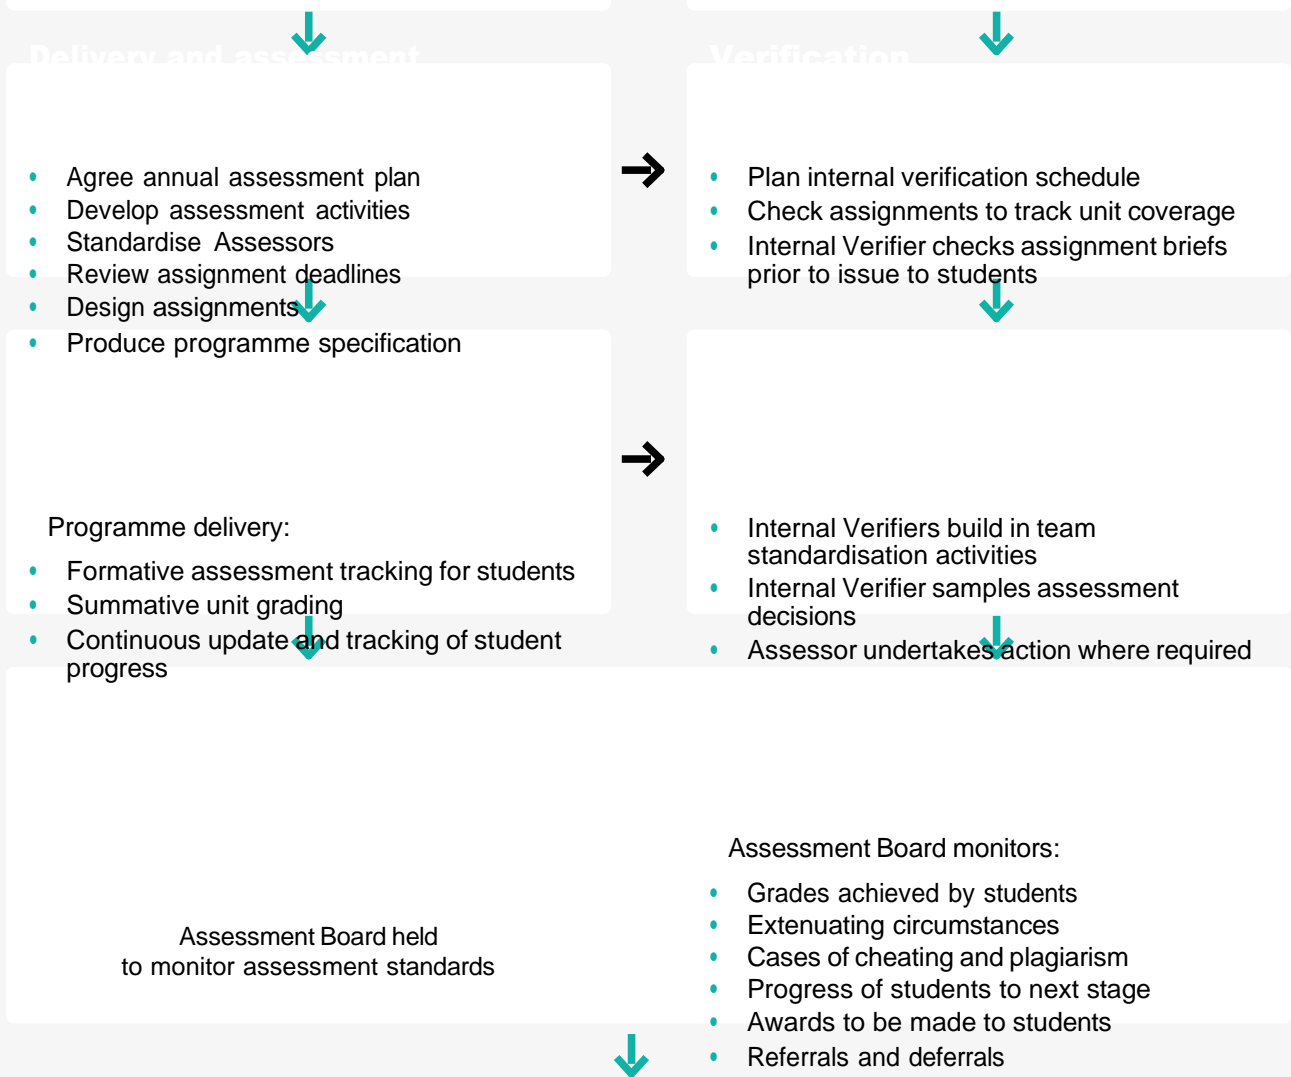 Delivery and assessment
Verification
• Agree annual assessment plan
• Develop assessment activities
• Standardise Assessors
• Review assignment deadlines
• Design assignments
• Produce programme specification
• Plan internal verification schedule
• Check assignments to track unit coverage
• Internal Verifier checks assignment briefs
prior to issue to students
Programme delivery:
• Formative assessment tracking for students
• Summative unit grading
• Continuous update and tracking of student
progress
• Internal Verifiers build in team
standardisation activities
• Internal Verifier samples assessment
decisions
• Assessor undertakes action where required
Assessment Board held
to monitor assessment standards
Assessment Board monitors:
• Grades achieved by students
• Extenuating circumstances
• Cases of cheating and plagiarism
• Progress of students to next stage
• Awards to be made to students
• Referrals and deferrals